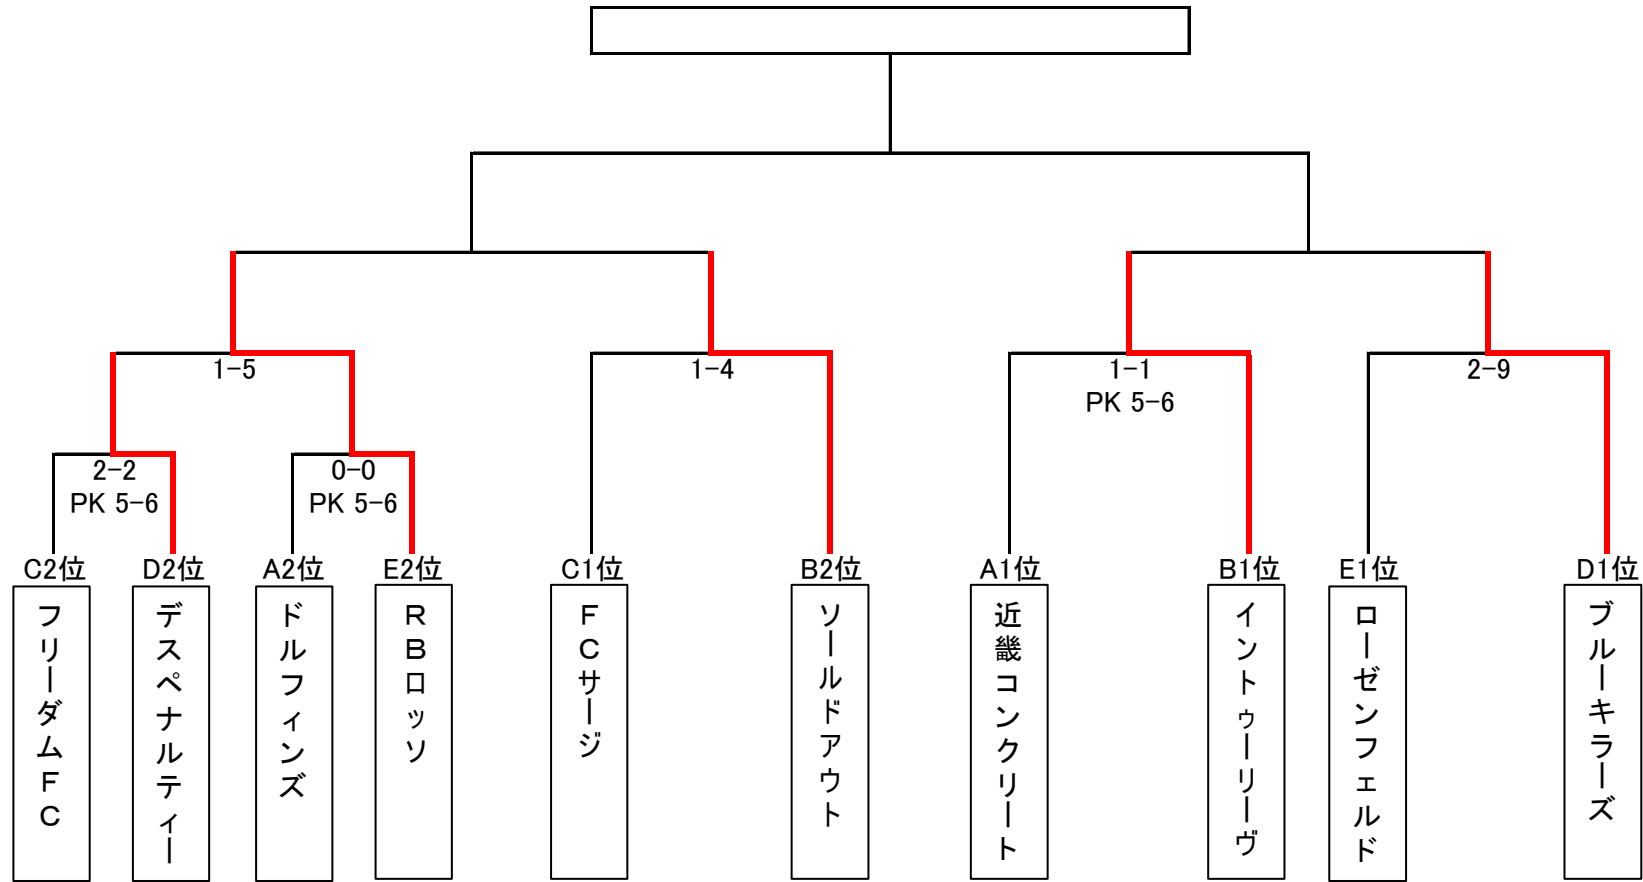 1-5
1-4
1-1
PK 5-6
2-9
2-2
PK 5-6
0-0
PK 5-6
C2位
D2位
A2位
E2位
C1位
B2位
A1位
B1位
E1位
D1位
フリーダムFC
デスペナルティー
ドルフィンズ
RBロッソ
FCサージ
ソールドアウト
近畿コンクリート
イントゥーリーヴ
ローゼンフェルド
ブルーキラーズ